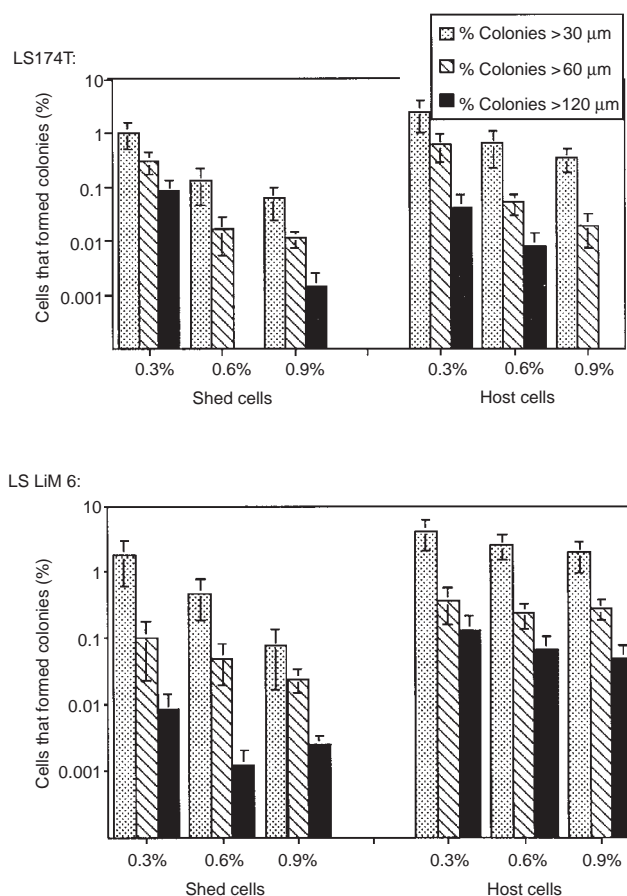 LS174T:
% Colonies >30 μm
% Colonies >60 μm
% Colonies >120 μm
Cells that formed colonies (%)
10
1
0.1
0.01
0.001
0.3% 0.6% 0.9% 0.3% 0.6% 0.9%
Shed cells Host cells
LS LiM 6:
Cells that formed colonies (%)
10
1
0.1
0.01
0.001
0.3% 0.6% 0.9% 0.3% 0.6% 0.9%
Shed cells Host cells